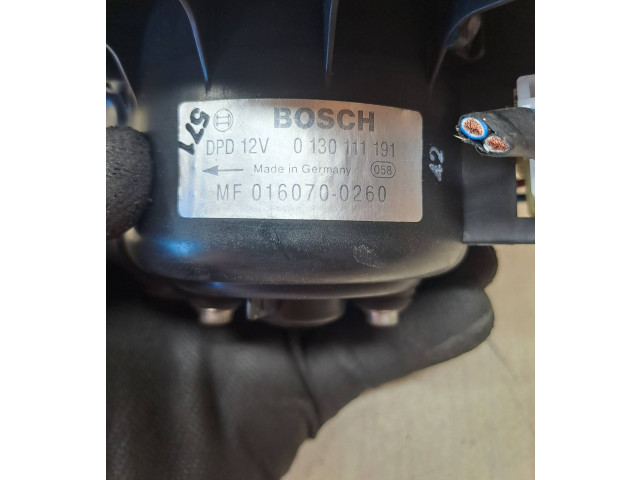 571
BOSCH
DPD 12V 0 130 111 191
Made in Germany 058
MF 016070-0260
42